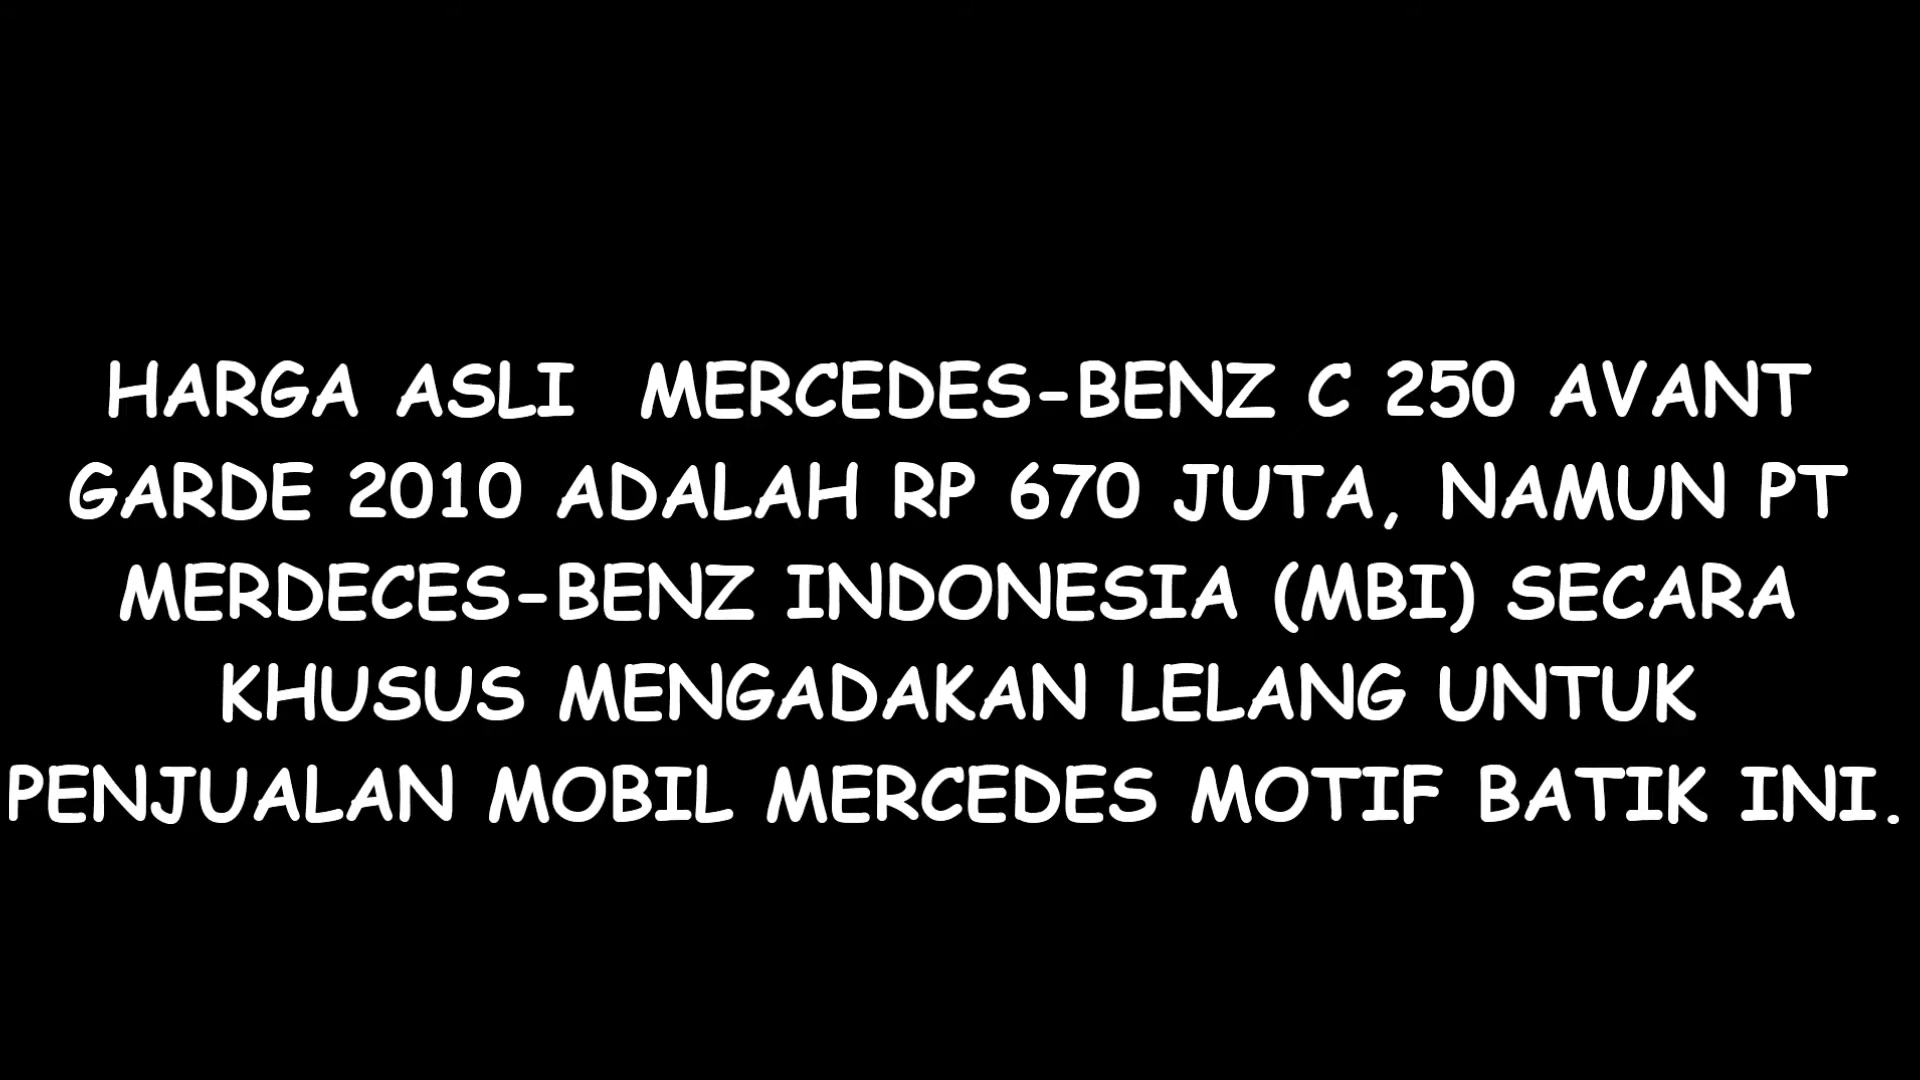 HARGA ASLI  MERCEDES-BENZ C 250 AVANT
GARDE 2010 ADALAH RP 670 JUTA, NAMUN PT
MERDECES-BENZ INDONESIA (MBI) SECARA
KHUSUS MENGADAKAN LELANG UNTUK
PENJUALAN MOBIL MERCEDES MOTIF BATIK INI.